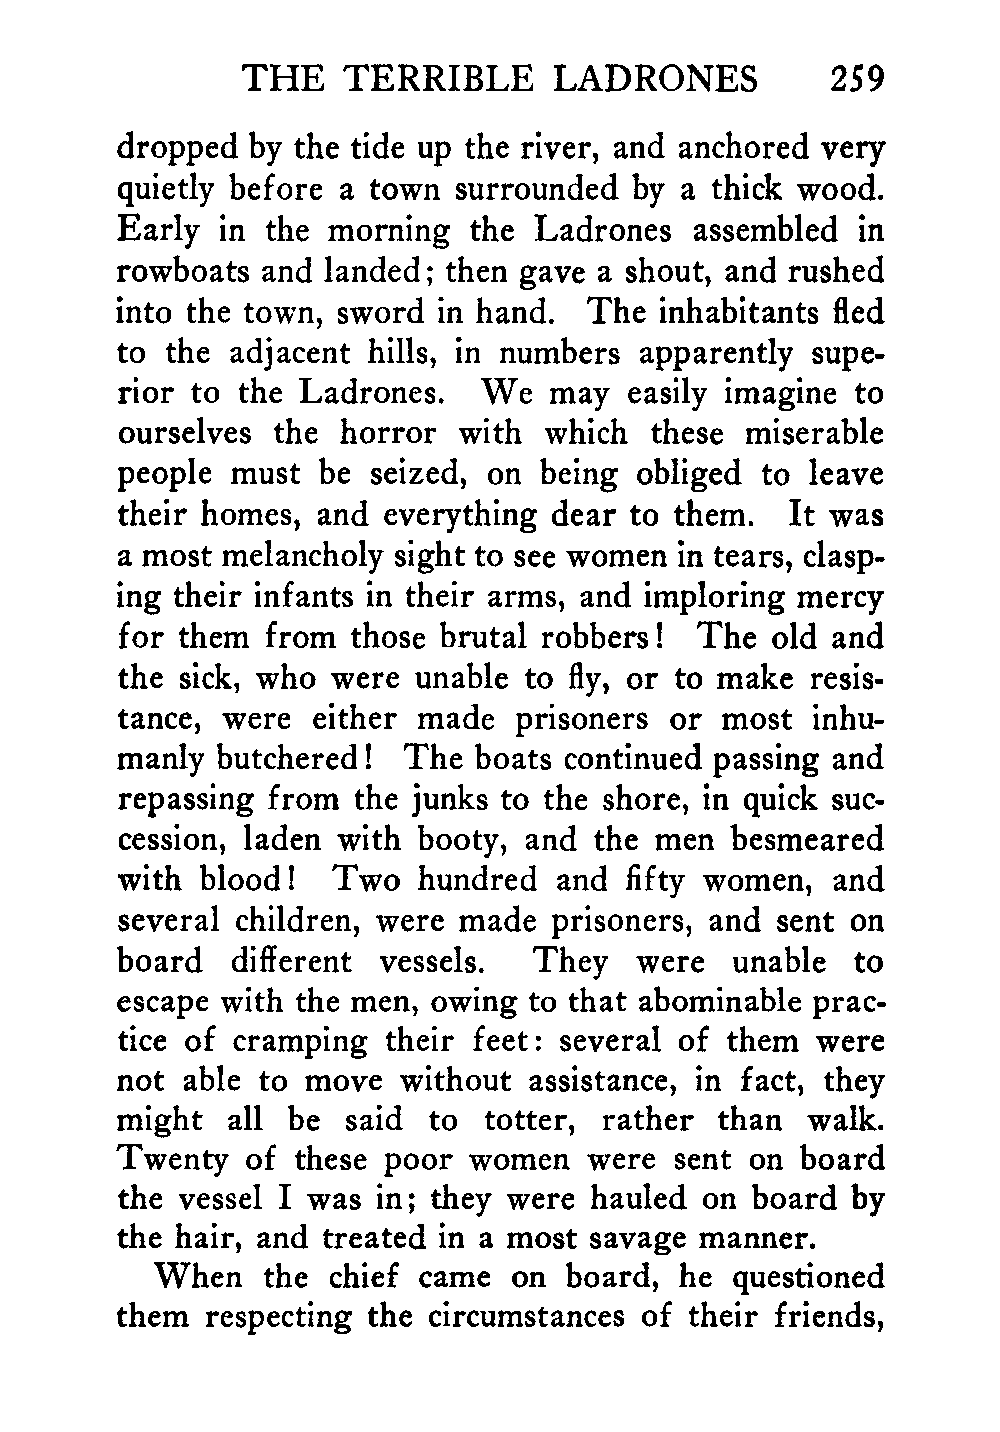 THE TERRIBLE LADRONES 259
dropped by the tide up the river, and anchored very
quietly before a town surrounded by a thick wood.
Early in the morning the Ladrones assembled in
rowboats and landed; then gave a shout, and rushed
into the town, sword in hand. The inhabitants fled
to the adjacent hills, in numbers apparently supe-
rior to the Ladrones. We may easily imagine to
ourselves the horror with which these miserable
people must be seized, on being obliged to leave
their homes, and everything dear to them. It was
a most melancholy sight to see women in tears, clasp-
ing their infants in their arms, and imploring mercy
for them from those brutal robbers! The old and
the sick, who were unable to fly, or to make resis-
tance, were either made prisoners or most inhu-
manly butchered! The boats continued passing and
repassing from the junks to the shore, in quick suc-
cession, laden with booty, and the men besmeared
with blood! Two hundred and fifty women, and
several children, were made prisoners, and sent on
board different vessels. They were unable to
escape with the men, owing to that abominable prac-
tice of cramping their feet: several of them were
not able to move without assistance, in fact, they
might all be said to totter, rather than walk.
Twenty of these poor women were sent on board
the vessel I was in; they were hauled on board by
the hair, and treated in a most savage manner.
When the chief came on board, he questioned
them respecting the circumstances of their friends,